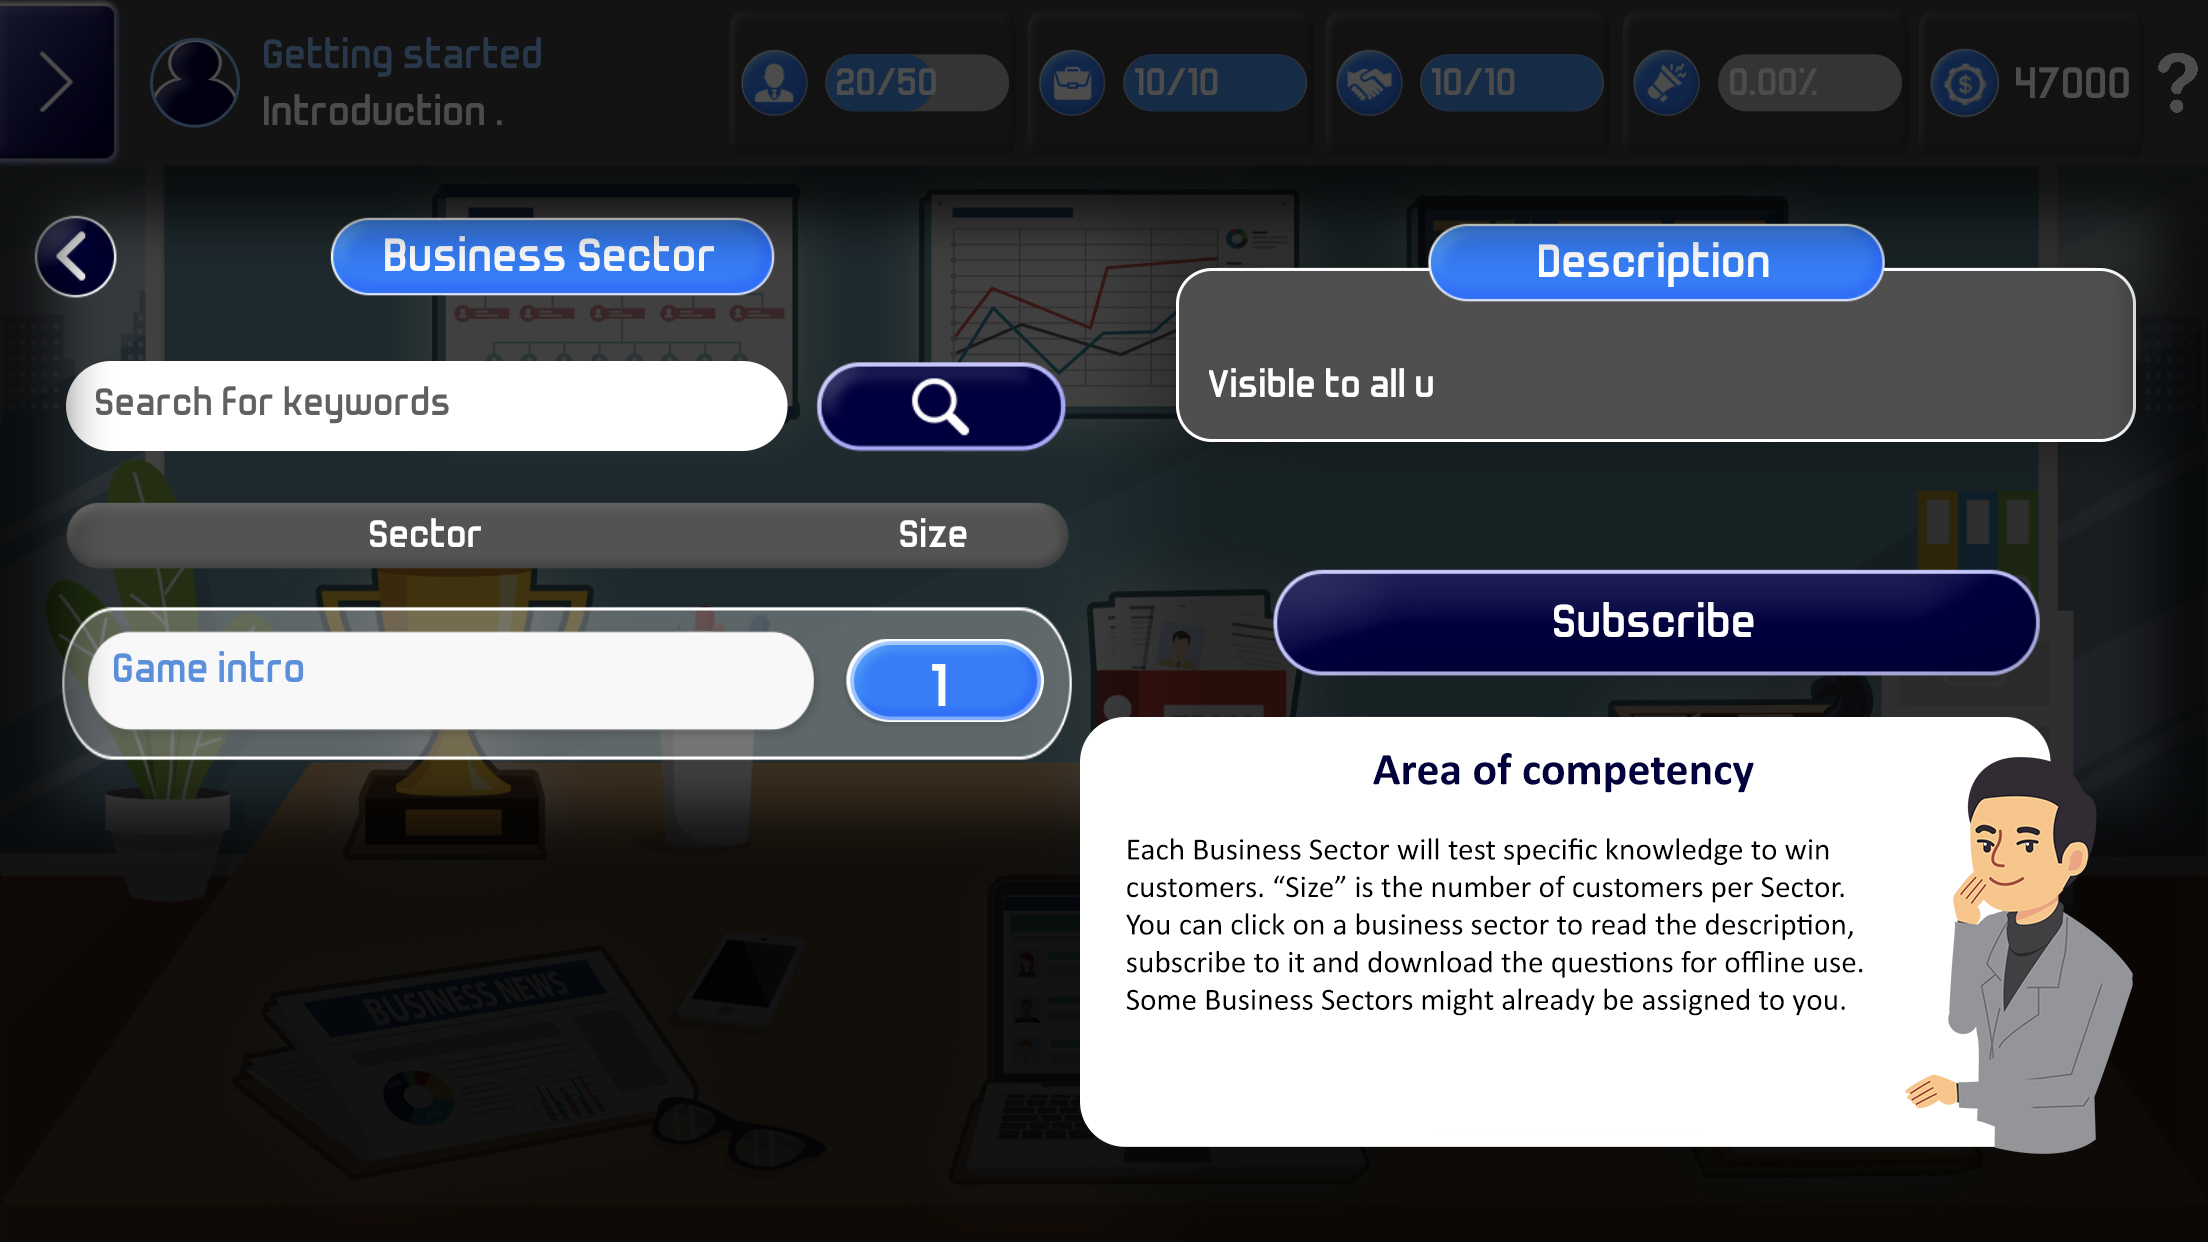 Getting started
Introduction .
20/50
10/10
10/10
0.00%
47000
?
Business Sector
Description
Search for keywords
Visible to all u
Sector
Size
Game intro
1
Subscribe
Area of competency
Each Business Sector will test specific knowledge to win
customers. “Size” is the number of customers per Sector.
You can click on a business sector to read the description,
subscribe to it and download the questions for offline use.
Some Business Sectors might already be assigned to you.
BUSINESS NEWS